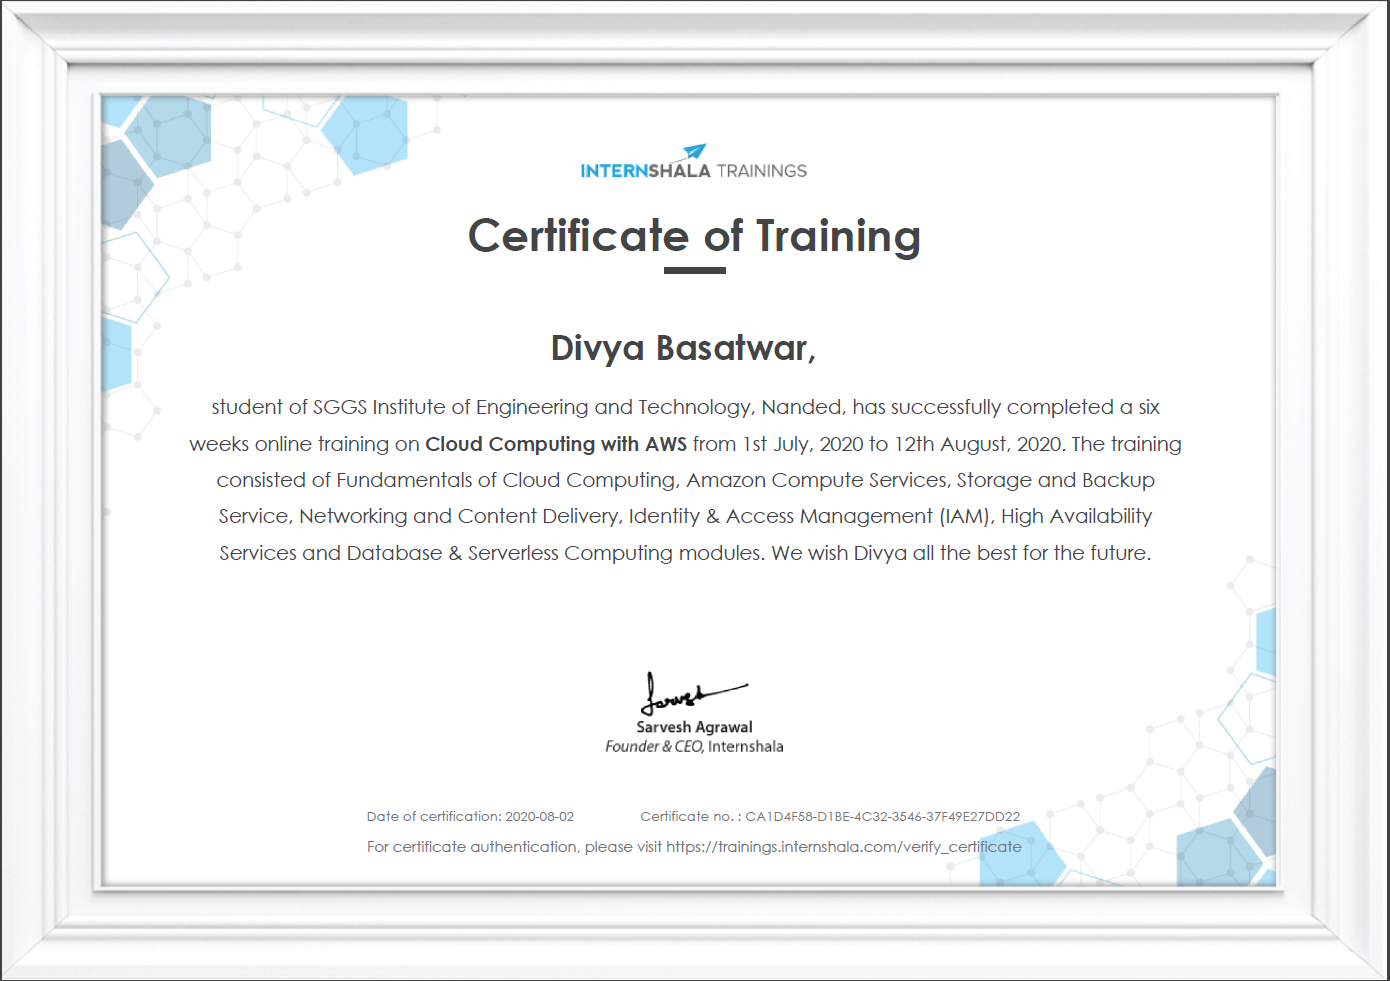 INTERNSHALA TRAININGS
Certificate of Training
Divya Basatwar,
student of SGGS Institute of Engineering and Technology, Nanded, has successfully completed a six
weeks online training on Cloud Computing with AWS from 1st July, 2020 to 12th August, 2020. The training
consisted of Fundamentals of Cloud Computing, Amazon Compute Services, Storage and Backup
Service, Networking and Content Delivery, Identity & Access Management (IAM), High Availability
Services and Database & Serverless Computing modules. We wish Divya all the best for the future.
Sarvesh
Sarvesh Agrawal
Founder & CEO, Internshala
Date of certification: 2020-08-02 Certificate no. : CA1D4F58-D1BE-4C32-3546-37F49E27DD22
For certificate authentication, please visit https://trainings.internshala.com/verify_certificate